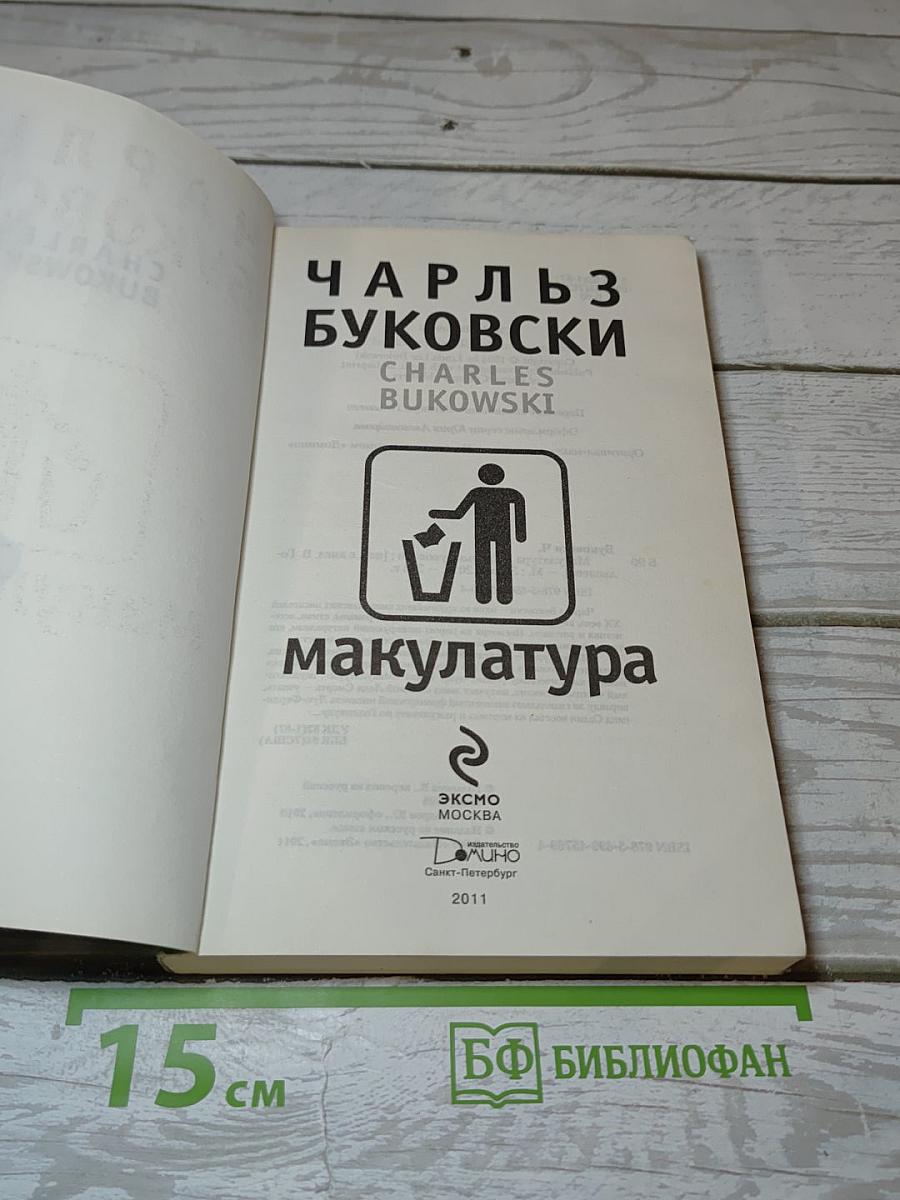 ЧАРЛЬЗ
БУКОВСКИ
CHARLES
BUKOWSKI
макулатура
ЭКСМО
МОСКВА
издательство
Домино
Санкт-Петербург
2011
15 см
БФ БИБЛИОФАН